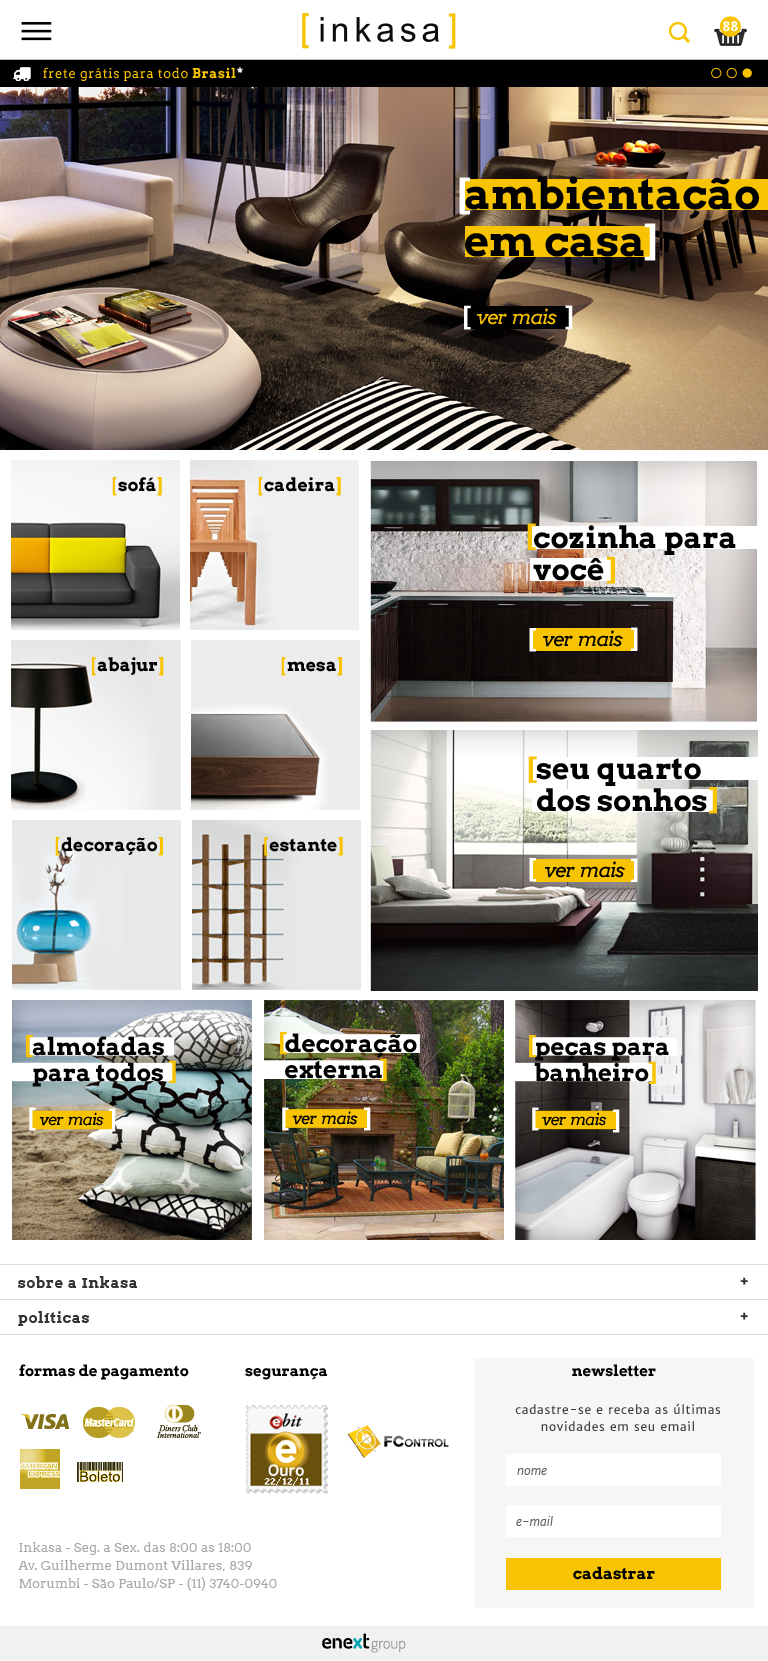 [inkasa]
88
frete grátis para todo Brasil*
[ambientação
em casa]
[ver mais]
[sofá]
[cadeira]
[cozinha para
você]
[ver mais]
[abajur]
[mesa]
[seu quarto
dos sonhos]
[ver mais]
[decoração]
[estante]
[almofadas
para todos]
[ver mais]
[decoração
externa]
[ver mais]
[pecas para
banheiro]
[ver mais]
sobre a Inkasa +
políticas +
formas de pagamento
VISA
MasterCard
Diners Club
International
AMERICAN
EXPRESS
Boleto
segurança
ebit
e
Ouro
22/12/11
FCONTROL
newsletter
cadastre-se e receba as últimas
novidades em seu email
nome
e-mail
cadastrar
Inkasa - Seg. a Sex. das 8:00 as 18:00
Av. Guilherme Dumont Villares, 839
Morumbi - São Paulo/SP - (11) 3740-0940
enext group